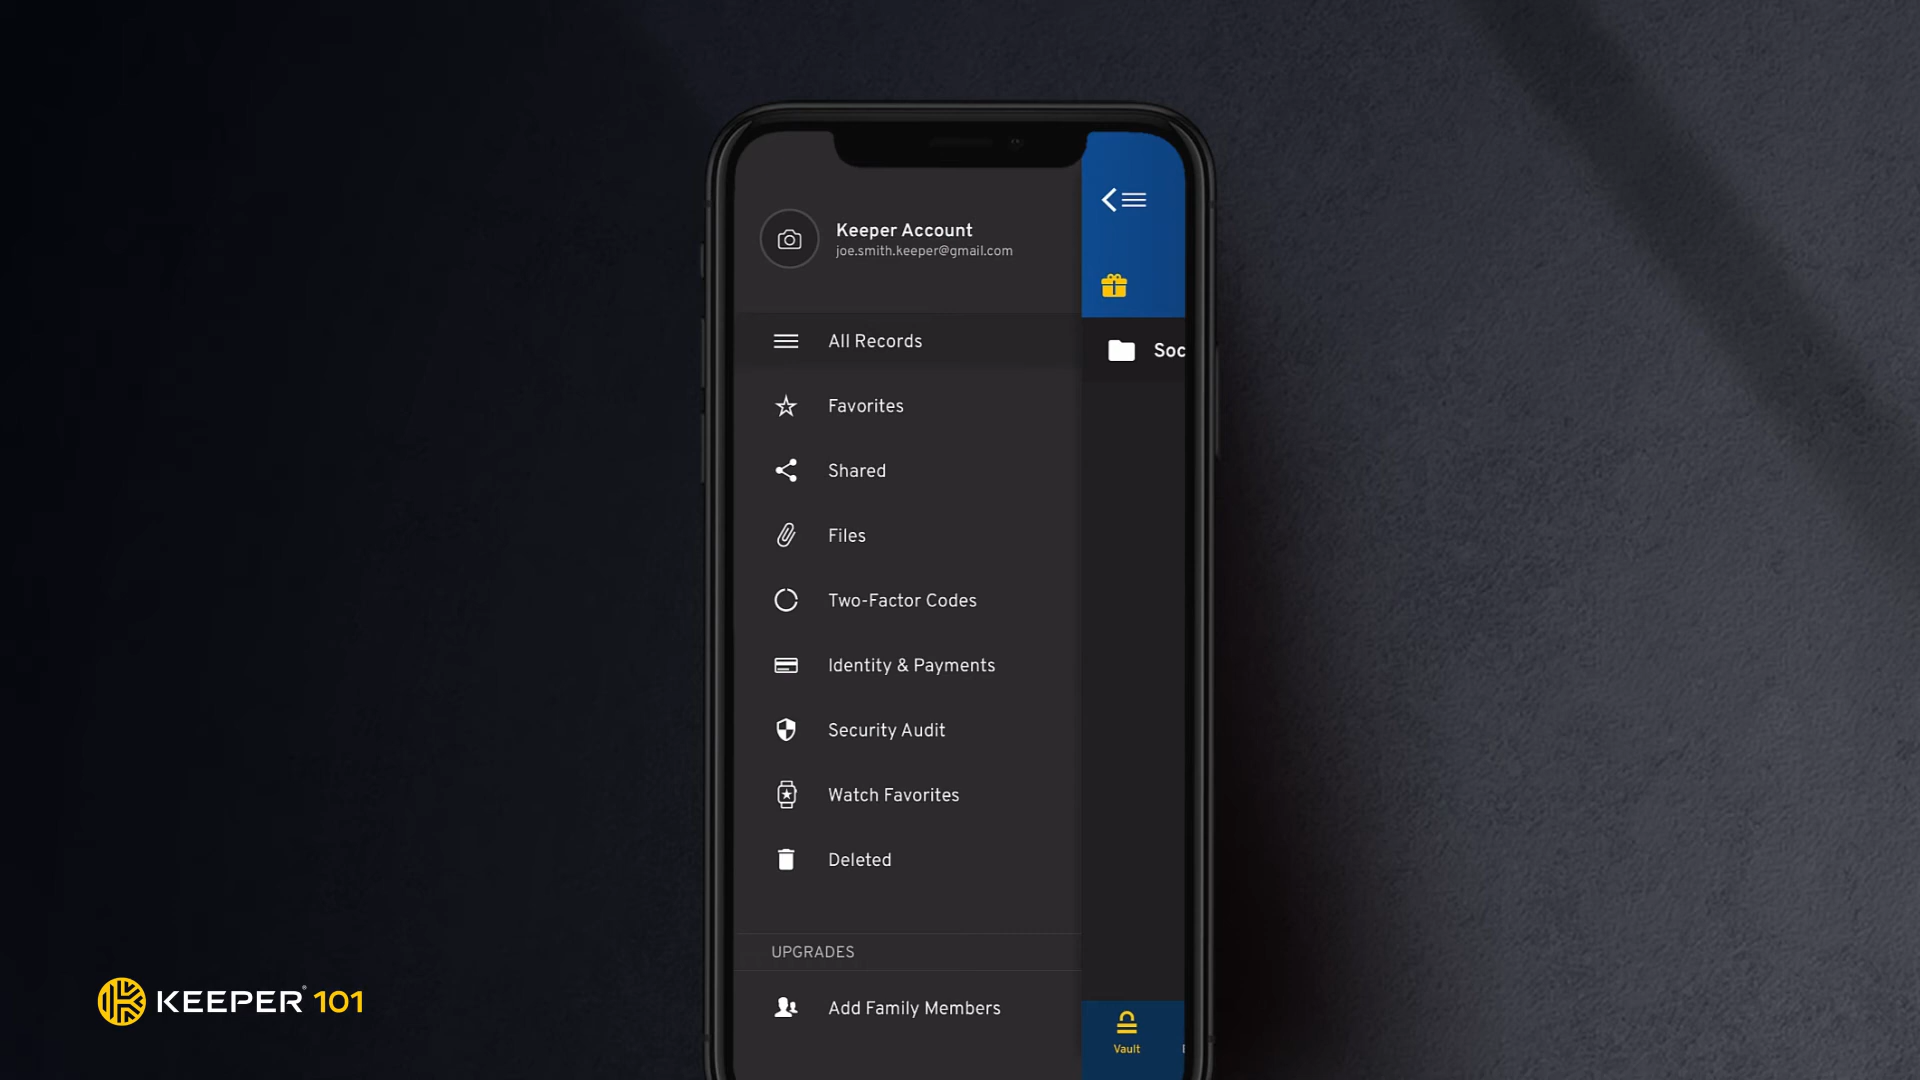 Keeper Account
joe.smith.keeper@gmail.com
All Records
Soc
Favorites
Shared
Files
Two-Factor Codes
Identity & Payments
Security Audit
Watch Favorites
Deleted
UPGRADES
Add Family Members
Vault
KEEPER® 101